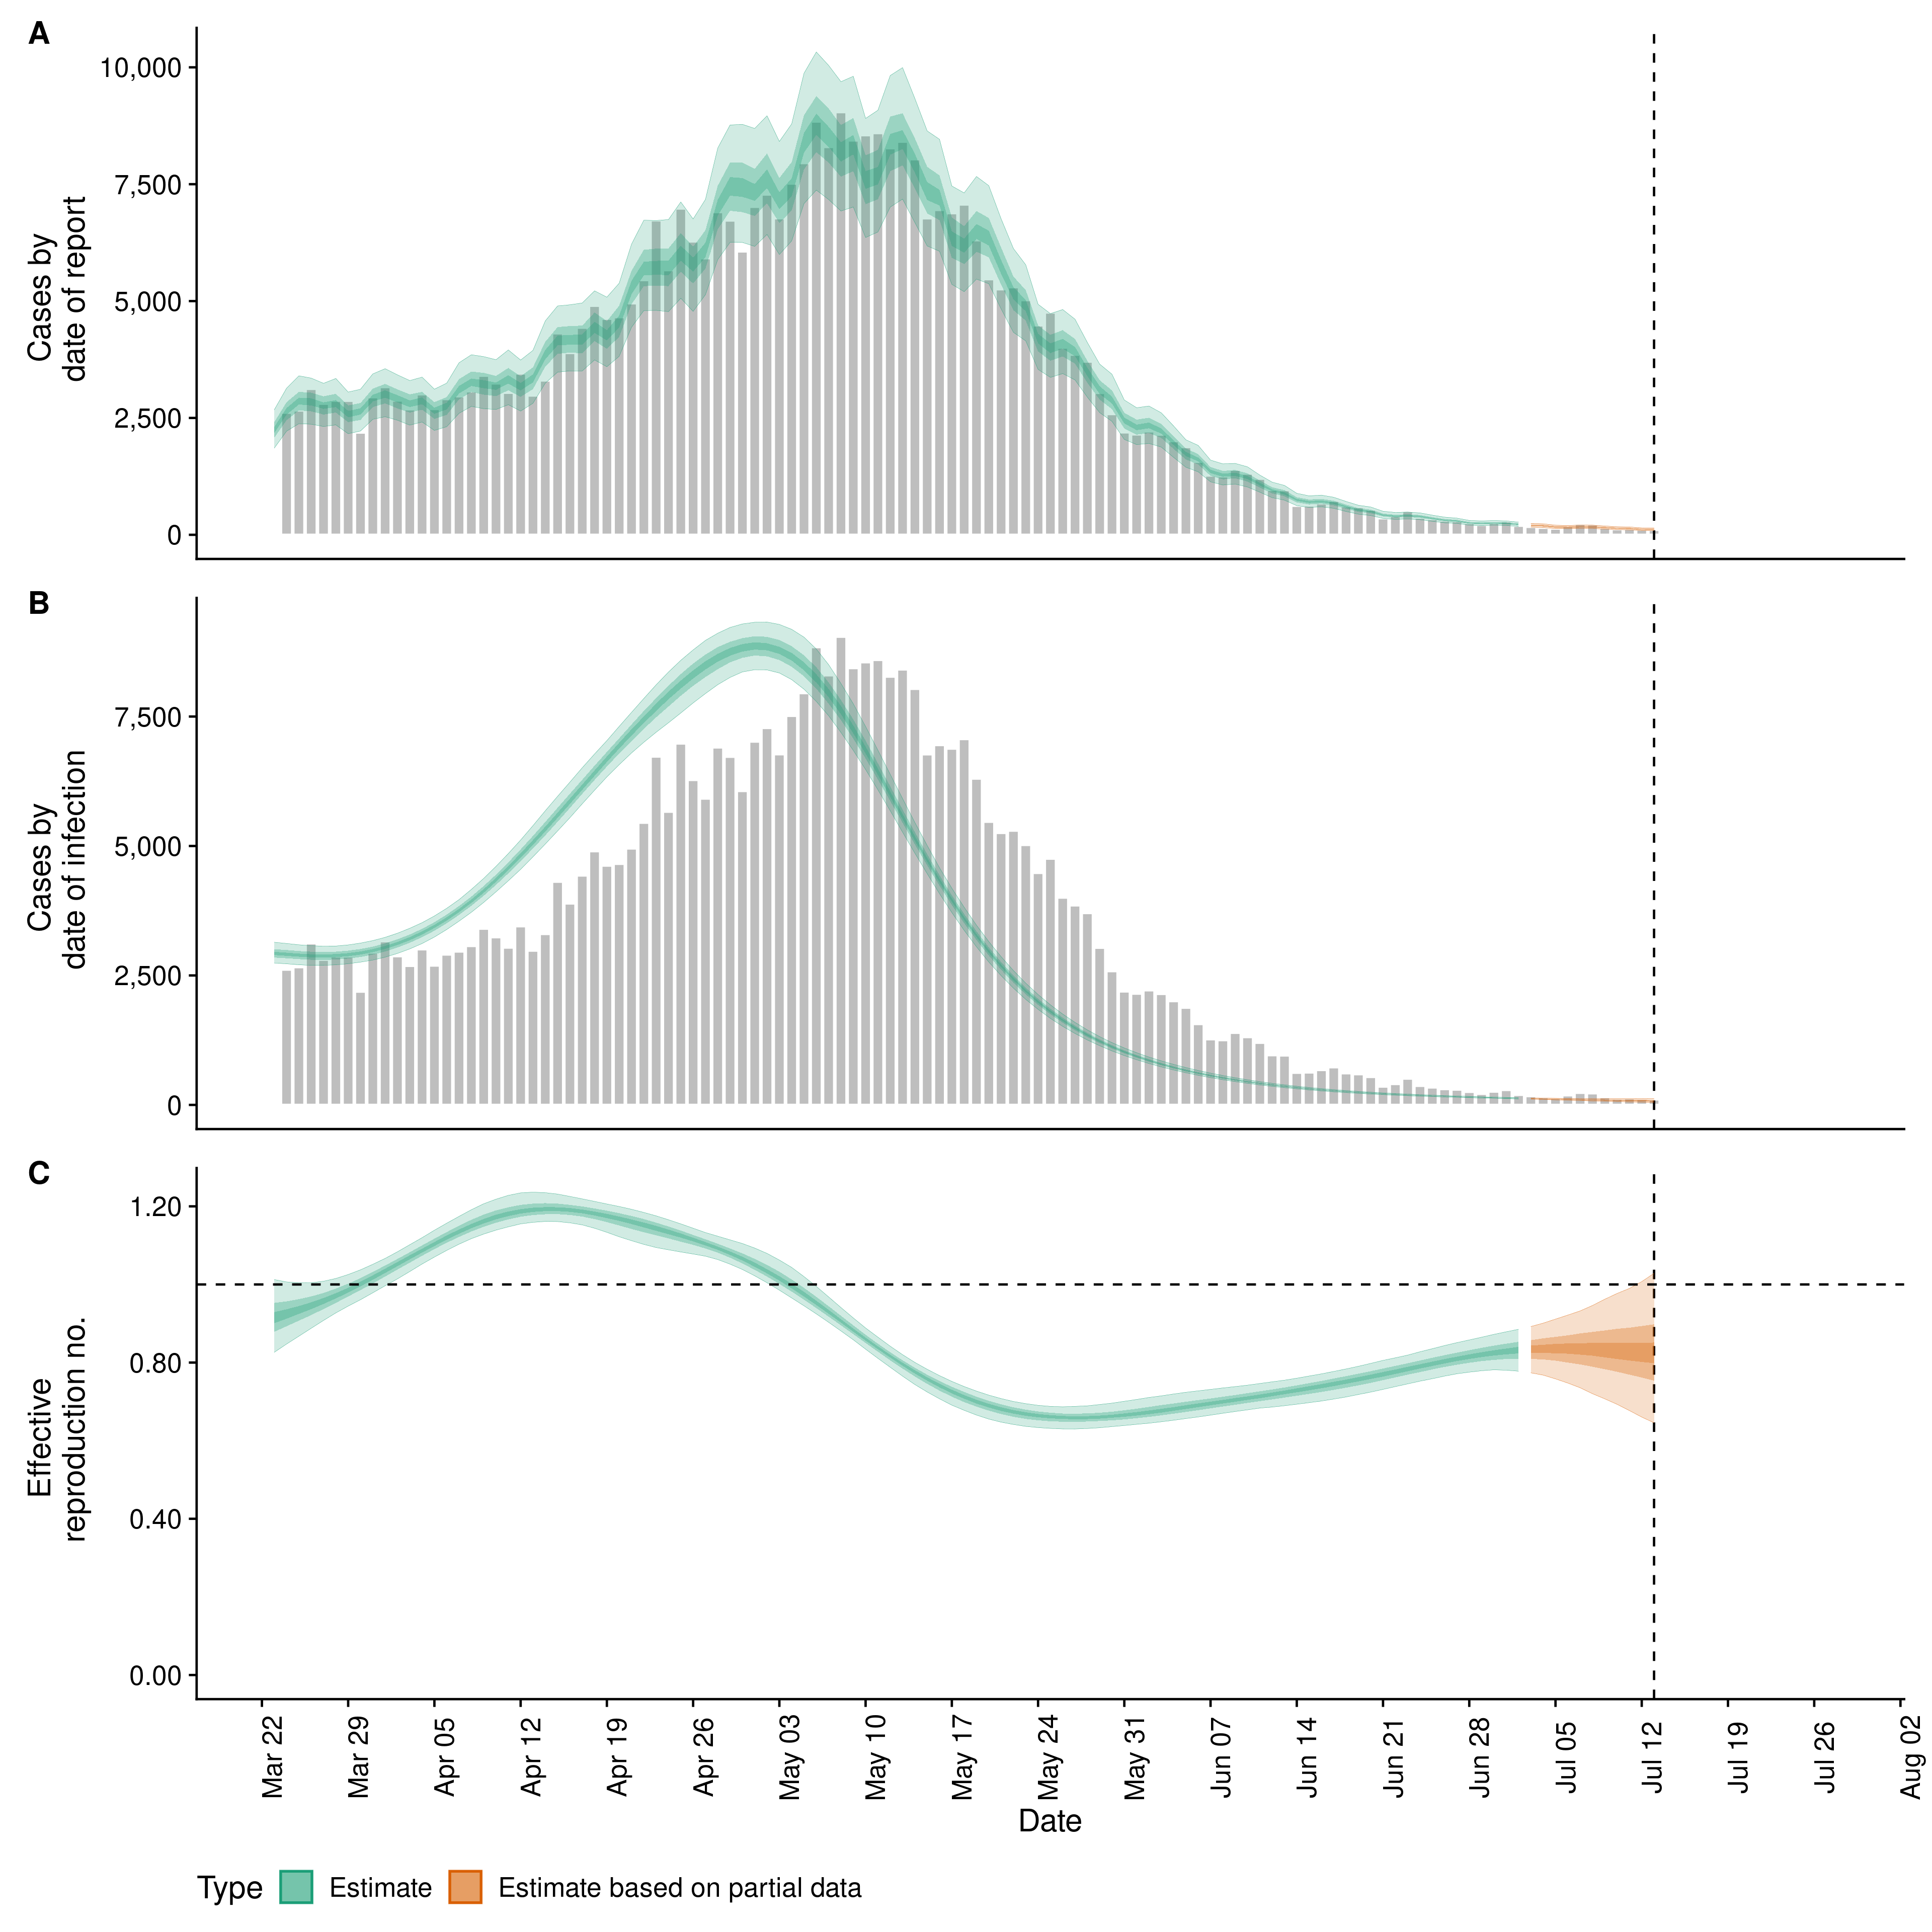 A
10,000
7,500
5,000
2,500
0
Cases by
date of report
B
7,500
5,000
2,500
0
Cases by
date of infection
C
1.20
0.80
0.40
0.00
Effective
reproduction no.
Mar 22
Mar 29
Apr 05
Apr 12
Apr 19
Apr 26
May 03
May 10
May 17
May 24
May 31
Jun 07
Jun 14
Jun 21
Jun 28
Jul 05
Jul 12
Jul 19
Jul 26
Aug 02
Date
Type Estimate Estimate based on partial data